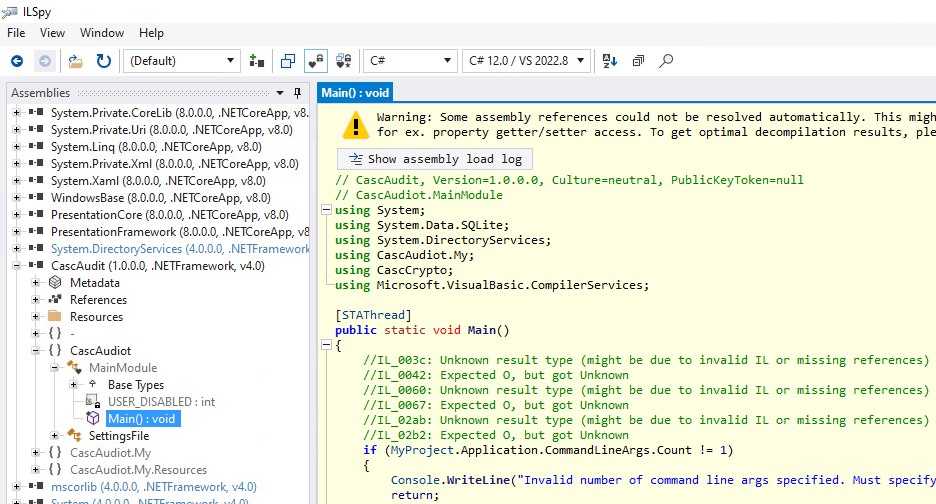 ILSpy
File View Window Help
(Default) C# C# 12.0 / VS 2022.8
Assemblies
System.Private.CoreLib (8.0.0.0, .NETCoreApp, v8.
System.Private.Uri (8.0.0.0, .NETCoreApp, v8.0)
System.Linq (8.0.0.0, .NETCoreApp, v8.0)
System.Private.Xml (8.0.0.0, .NETCoreApp, v8.0)
System.Xaml (8.0.0.0, .NETCoreApp, v8.0)
WindowsBase (8.0.0.0, .NETCoreApp, v8.0)
PresentationCore (8.0.0.0, .NETCoreApp, v8.0)
PresentationFramework (8.0.0.0, .NETCoreApp, v8.
System.DirectoryServices (4.0.0.0, .NETFramework
CascAudit (1.0.0.0, .NETFramework, v4.0)
Metadata
References
Resources
{ } -
{ } CascAudiot
MainModule
Base Types
USER_DISABLED : int
Main() : void
SettingsFile
{ } CascAudiot.My
{ } CascAudiot.My.Resources
mscorlib (4.0.0.0, .NETFramework, v4.0)
System (4.0.0.0, .NETFramework, v4.0)
Main() : void
Warning: Some assembly references could not be resolved automatically. This migh
for ex. property getter/setter access. To get optimal decompilation results, ple
Show assembly load log
// CascAudit, Version=1.0.0.0, Culture=neutral, PublicKeyToken=null
// CascAudiot.MainModule
using System;
using System.Data.SQLite;
using System.DirectoryServices;
using CascAudiot.My;
using CascCrypto;
using Microsoft.VisualBasic.CompilerServices;
[STAThread]
public static void Main()
{
//IL_003c: Unknown result type (might be due to invalid IL or missing references)
//IL_0042: Expected O, but got Unknown
//IL_0060: Unknown result type (might be due to invalid IL or missing references)
//IL_0067: Expected O, but got Unknown
//IL_02ab: Unknown result type (might be due to invalid IL or missing references)
//IL_02b2: Expected O, but got Unknown
if (MyProject.Application.CommandLineArgs.Count != 1)
{
Console.WriteLine("Invalid number of command line args specified. Must specify
return;